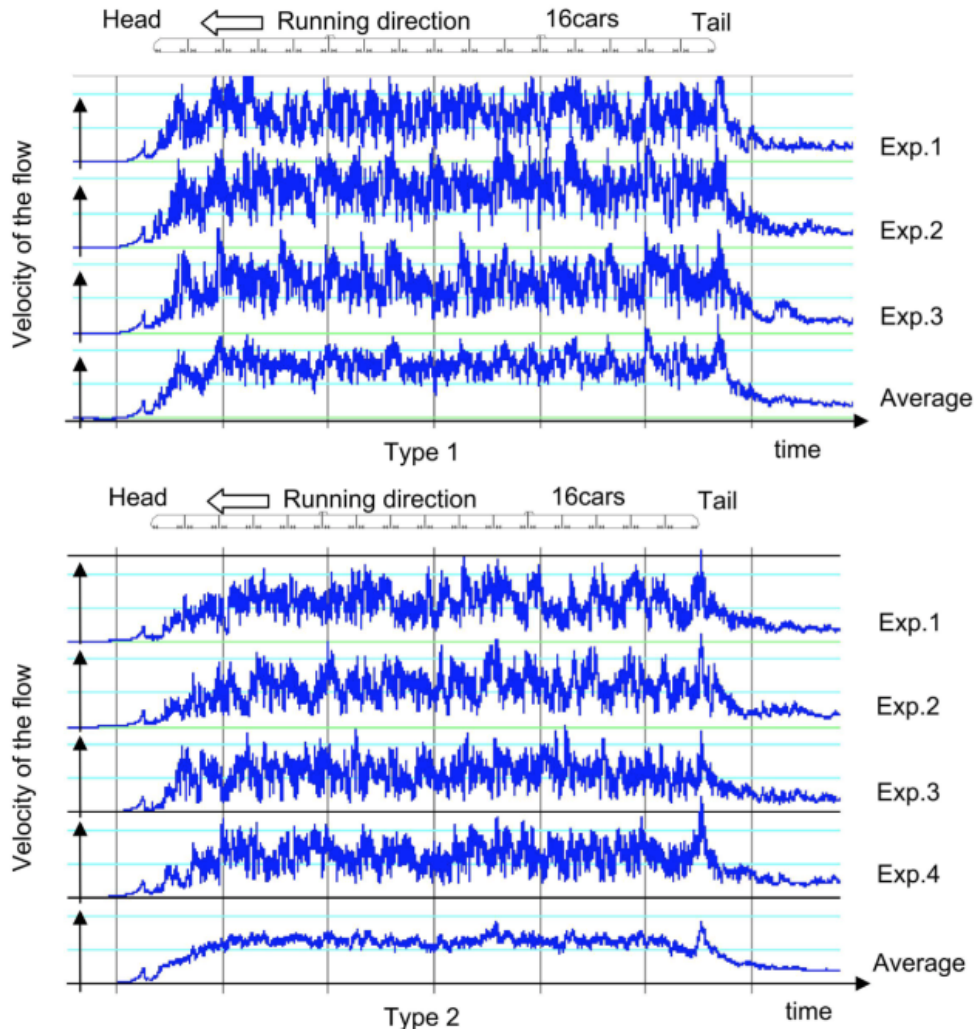 Head Running direction 16cars Tail
Velocity of the flow
Exp.1
Exp.2
Exp.3
Average
Type 1 time
Head Running direction 16cars Tail
Velocity of the flow
Exp.1
Exp.2
Exp.3
Exp.4
Average
Type 2 time